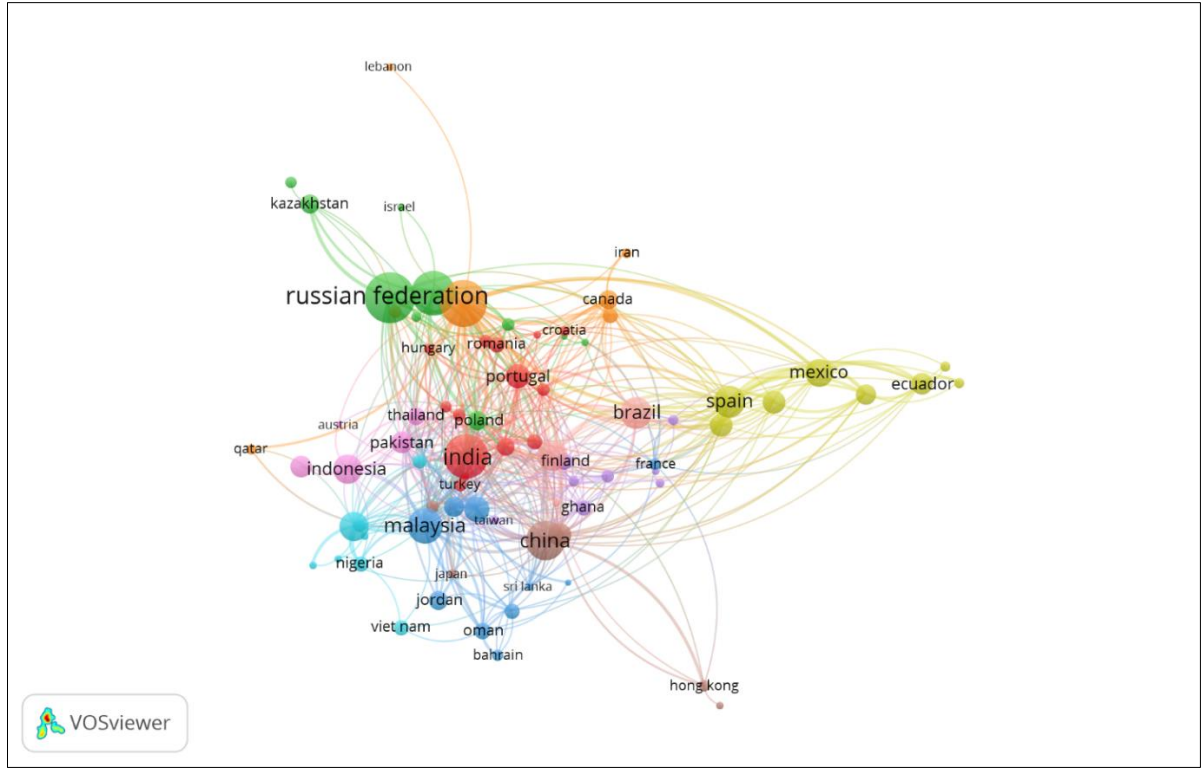 lebanon
kazakhstan
israel
iran
russian federation
canada
croatia
hungary
romania
mexico
portugal
ecuador
spain
brazil
thailand
poland
austria
pakistan
qatar
india
indonesia
finland
france
turkey
ghana
taiwan
malaysia
china
nigeria
japan
sri lanka
jordan
viet nam
oman
bahrain
hong kong
VOSviewer